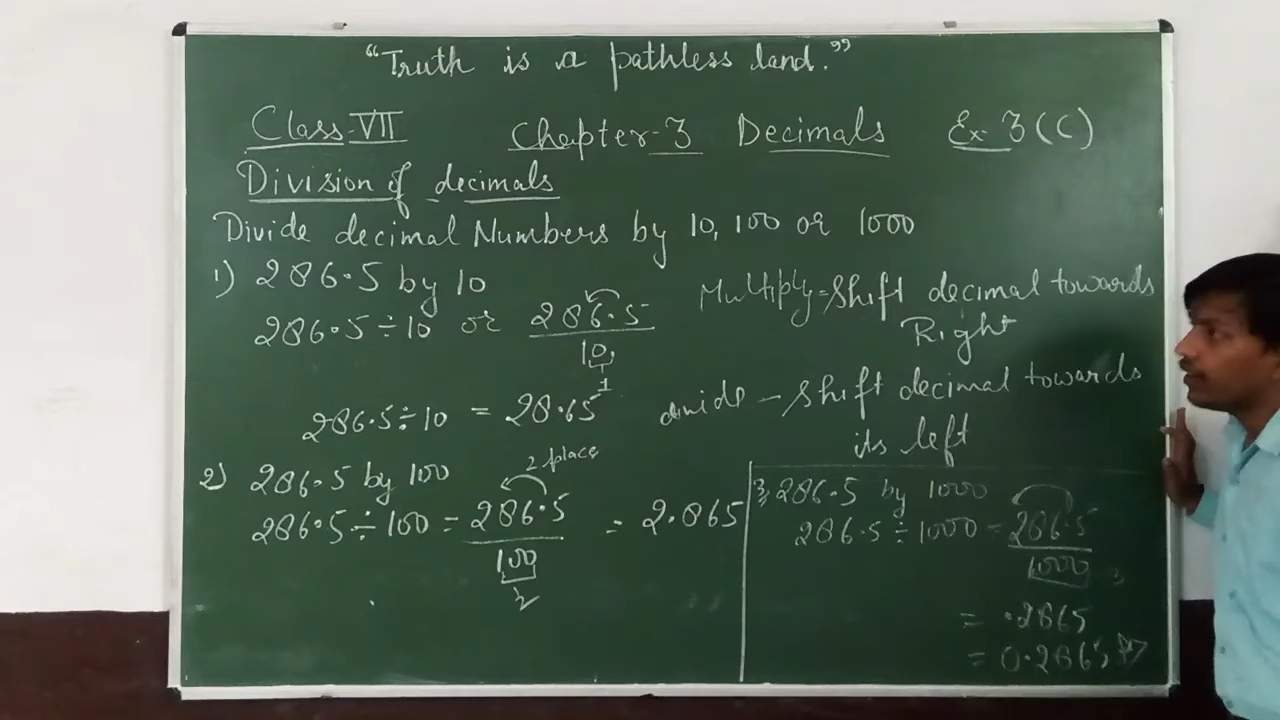 “Truth is a pathless land.”
Class-VII Chapter-3 Decimals Ex-3(C)
Division of decimals
Divide decimal Numbers by 10, 100 or 1000
1) 286.5 by 10
286.5 ÷ 10 or 286.5
10
1
286.5 ÷ 10 = 28.65
Multiply = Shift decimal towards
Right
divide – Shift decimal towards
its left
2) 286.5 by 100
2 place
286.5 ÷ 100 = 286.5 = 2.865
100
2
3, 286.5 by 1000
286.5 ÷ 1000 = 286.5
1000
= .2865
= 0.2865